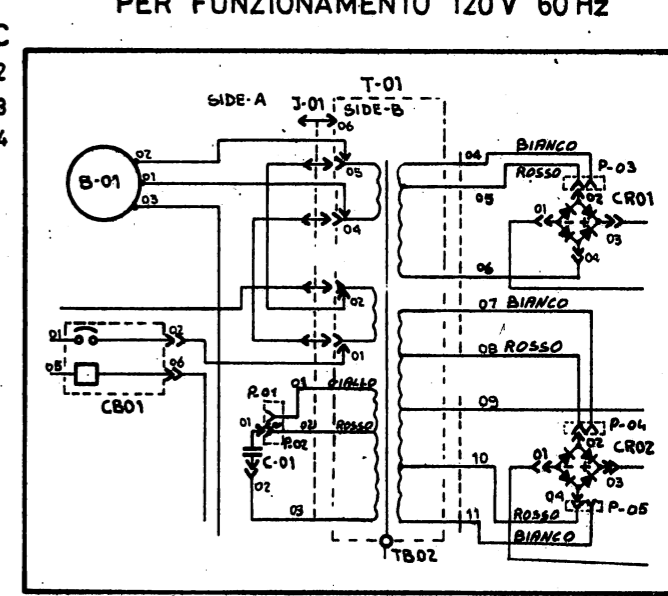 PER FUNZIONAMENTO 120V 60Hz
C
2
3
4
T-01
SIDE-A J-01 SIDE-B
06
02
B-01
01
03
05
04
04 BIANCO
ROSSO
05
P-03
CR01
02
01
03
04
06
02
01
07 BIANCO
08 ROSSO
01 02
05 06
CB01
P.01
01 GIALLO
01
02 ROSSO
P.02
C-01
02
03
09
P-04
02
CR02
01
03
10
04
P-05
11
ROSSO
BIANCO
TB02